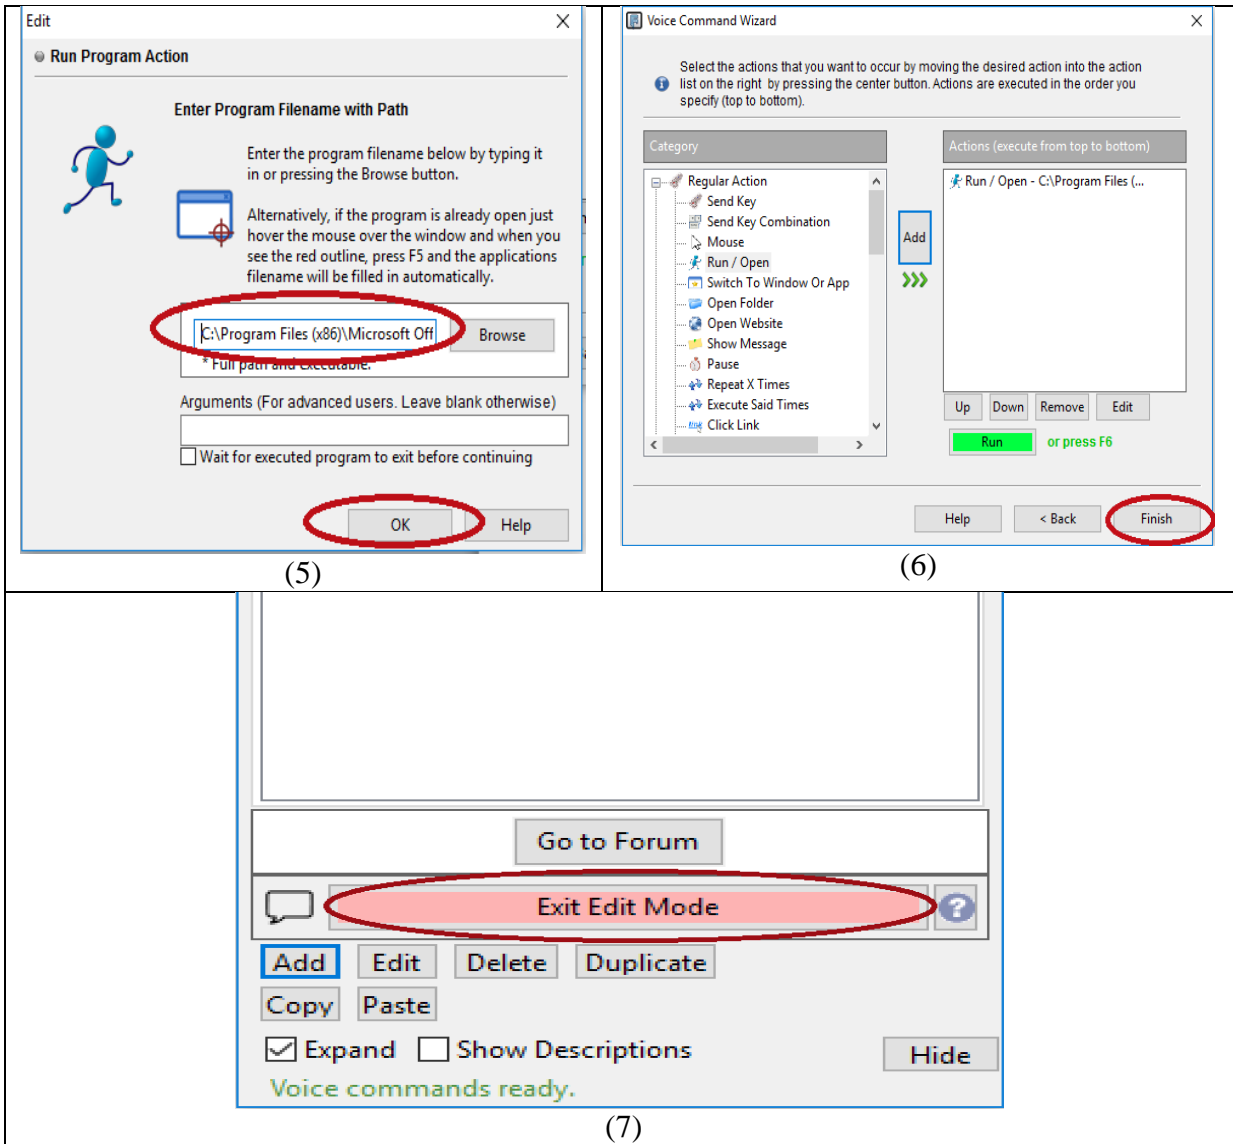 Edit
Run Program Action
Enter Program Filename with Path
Enter the program filename below by typing it
in or pressing the Browse button.
Alternatively, if the program is already open just
hover the mouse over the window and when you
see the red outline, press F5 and the applications
filename will be filled in automatically.
C:\Program Files (x86)\Microsoft Off
Browse
* Full path and executable.
Arguments (For advanced users. Leave blank otherwise)
Wait for executed program to exit before continuing
OK
Help
(5)
Voice Command Wizard
Select the actions that you want to occur by moving the desired action into the action
list on the right by pressing the center button. Actions are executed in the order you
specify (top to bottom).
Category
Regular Action
Send Key
Send Key Combination
Mouse
Run / Open
Switch To Window Or App
Open Folder
Open Website
Show Message
Pause
Repeat X Times
Execute Said Times
Click Link
Add
Actions (execute from top to bottom)
Run / Open - C:\Program Files (...
Up Down Remove Edit
Run or press F6
Help < Back Finish
(6)
Go to Forum
Exit Edit Mode
?
Add Edit Delete Duplicate
Copy Paste
Expand Show Descriptions
Hide
Voice commands ready.
(7)